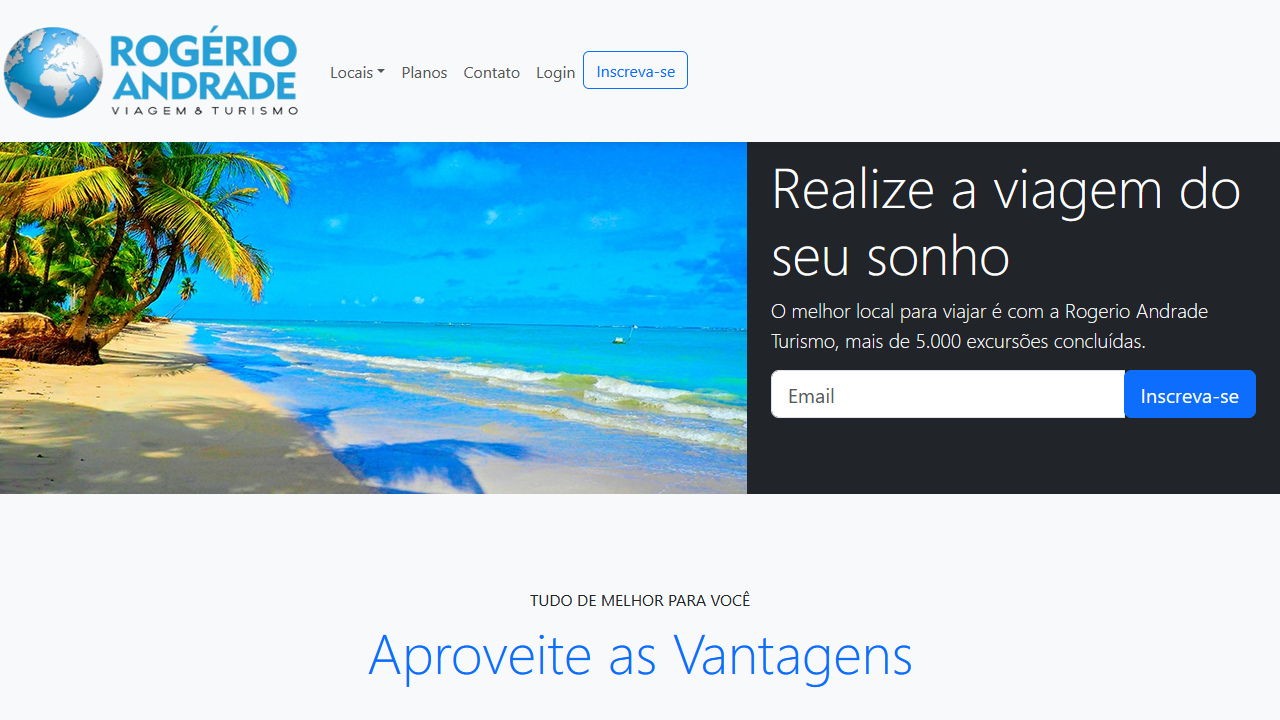 ROGÉRIO
ANDRADE
VIAGEM & TURISMO
Locais
Planos
Contato
Login
Inscreva-se
Realize a viagem do
seu sonho
O melhor local para viajar é com a Rogerio Andrade
Turismo, mais de 5.000 excursões concluídas.
Email
Inscreva-se
TUDO DE MELHOR PARA VOCÊ
Aproveite as Vantagens